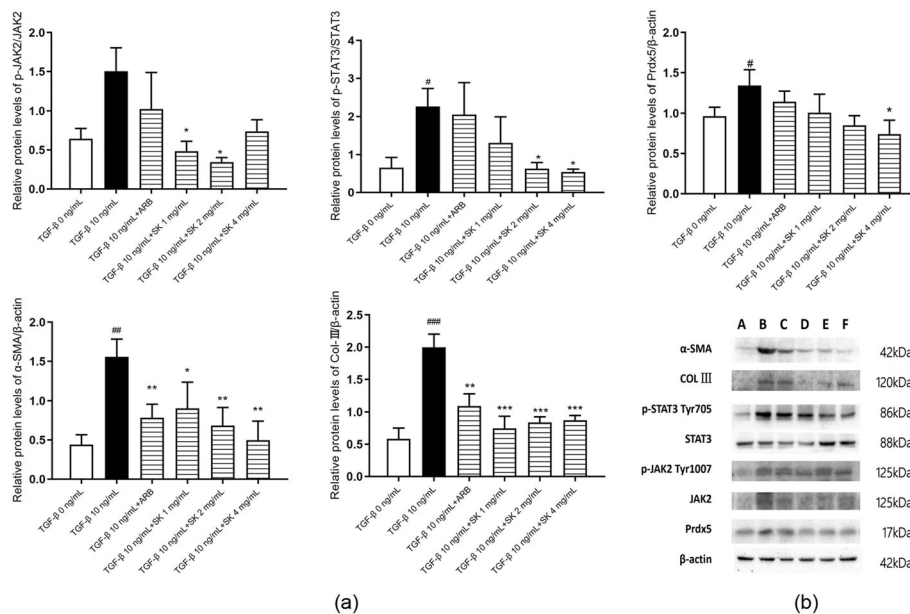 Relative protein levels of p-JAK2/JAK2
2.0
1.5
1.0
0.5
0.0
*
*
TGF-β 0 ng/mL
TGF-β 10 ng/mL
TGF-β 10 ng/mL+ARB
TGF-β 10 ng/mL+SK 1 mg/mL
TGF-β 10 ng/mL+SK 2 mg/mL
TGF-β 10 ng/mL+SK 4 mg/mL
Relative protein levels of p-STAT3/STAT3
6
4
2
0
#
*
*
TGF-β 0 ng/mL
TGF-β 10 ng/mL
TGF-β 10 ng/mL+ARB
TGF-β 10 ng/mL+SK 1 mg/mL
TGF-β 10 ng/mL+SK 2 mg/mL
TGF-β 10 ng/mL+SK 4 mg/mL
Relative protein levels of Prdx5/β-actin
2.0
1.5
1.0
0.5
0.0
#
*
TGF-β 0 ng/mL
TGF-β 10 ng/mL
TGF-β 10 ng/mL+ARB
TGF-β 10 ng/mL+SK 1 mg/mL
TGF-β 10 ng/mL+SK 2 mg/mL
TGF-β 10 ng/mL+SK 4 mg/mL
Relative protein levels of α-SMA/β-actin
2.0
1.5
1.0
0.5
0.0
##
**
*
**
**
TGF-β 0 ng/mL
TGF-β 10 ng/mL
TGF-β 10 ng/mL+ARB
TGF-β 10 ng/mL+SK 1 mg/mL
TGF-β 10 ng/mL+SK 2 mg/mL
TGF-β 10 ng/mL+SK 4 mg/mL
Relative protein levels of Col-Ⅲ/β-actin
2.5
2.0
1.5
1.0
0.5
0.0
###
**
***
***
***
TGF-β 0 ng/mL
TGF-β 10 ng/mL
TGF-β 10 ng/mL+ARB
TGF-β 10 ng/mL+SK 1 mg/mL
TGF-β 10 ng/mL+SK 2 mg/mL
TGF-β 10 ng/mL+SK 4 mg/mL
A B C D E F
α-SMA 42kDa
COL Ⅲ 120kDa
p-STAT3 Tyr705 86kDa
STAT3 88kDa
p-JAK2 Tyr1007 125kDa
JAK2 125kDa
Prdx5 17kDa
β-actin 42kDa
(a) (b)